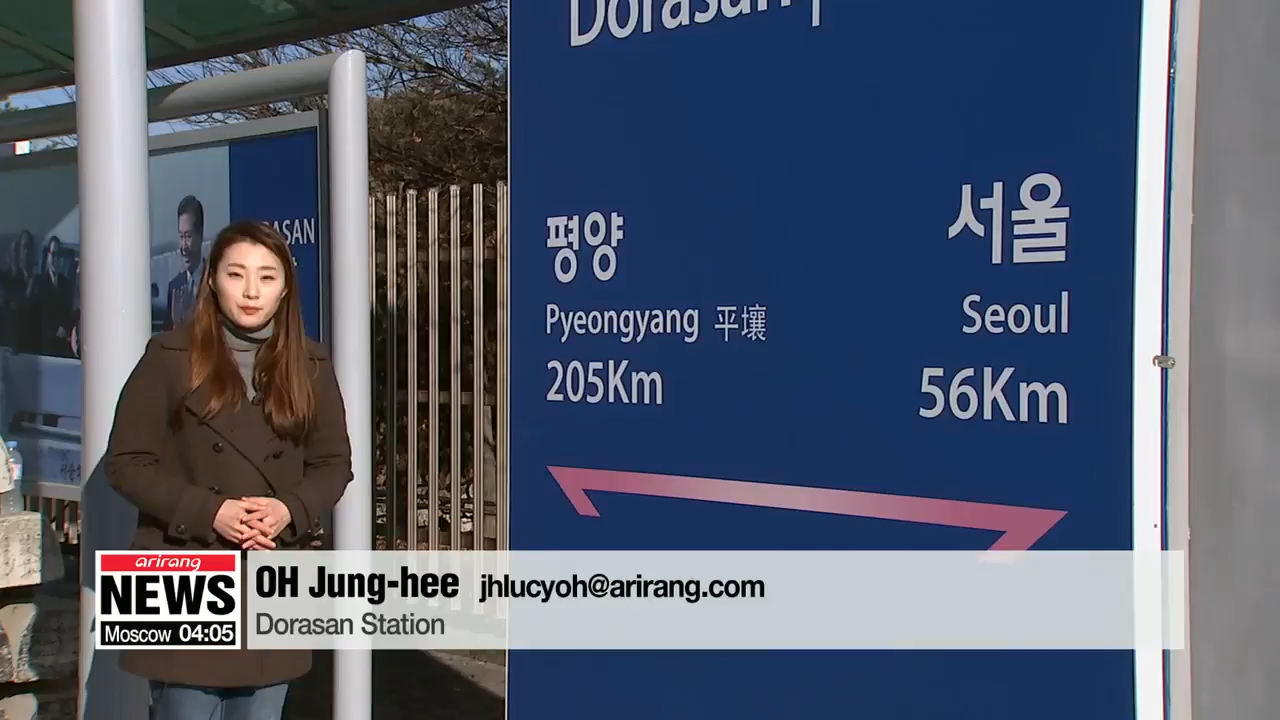 Dorasan
평양
Pyeongyang 平壤
205Km
서울
Seoul
56Km
arirang
NEWS
Moscow 04:05
OH Jung-hee jhlucyoh@arirang.com
Dorasan Station